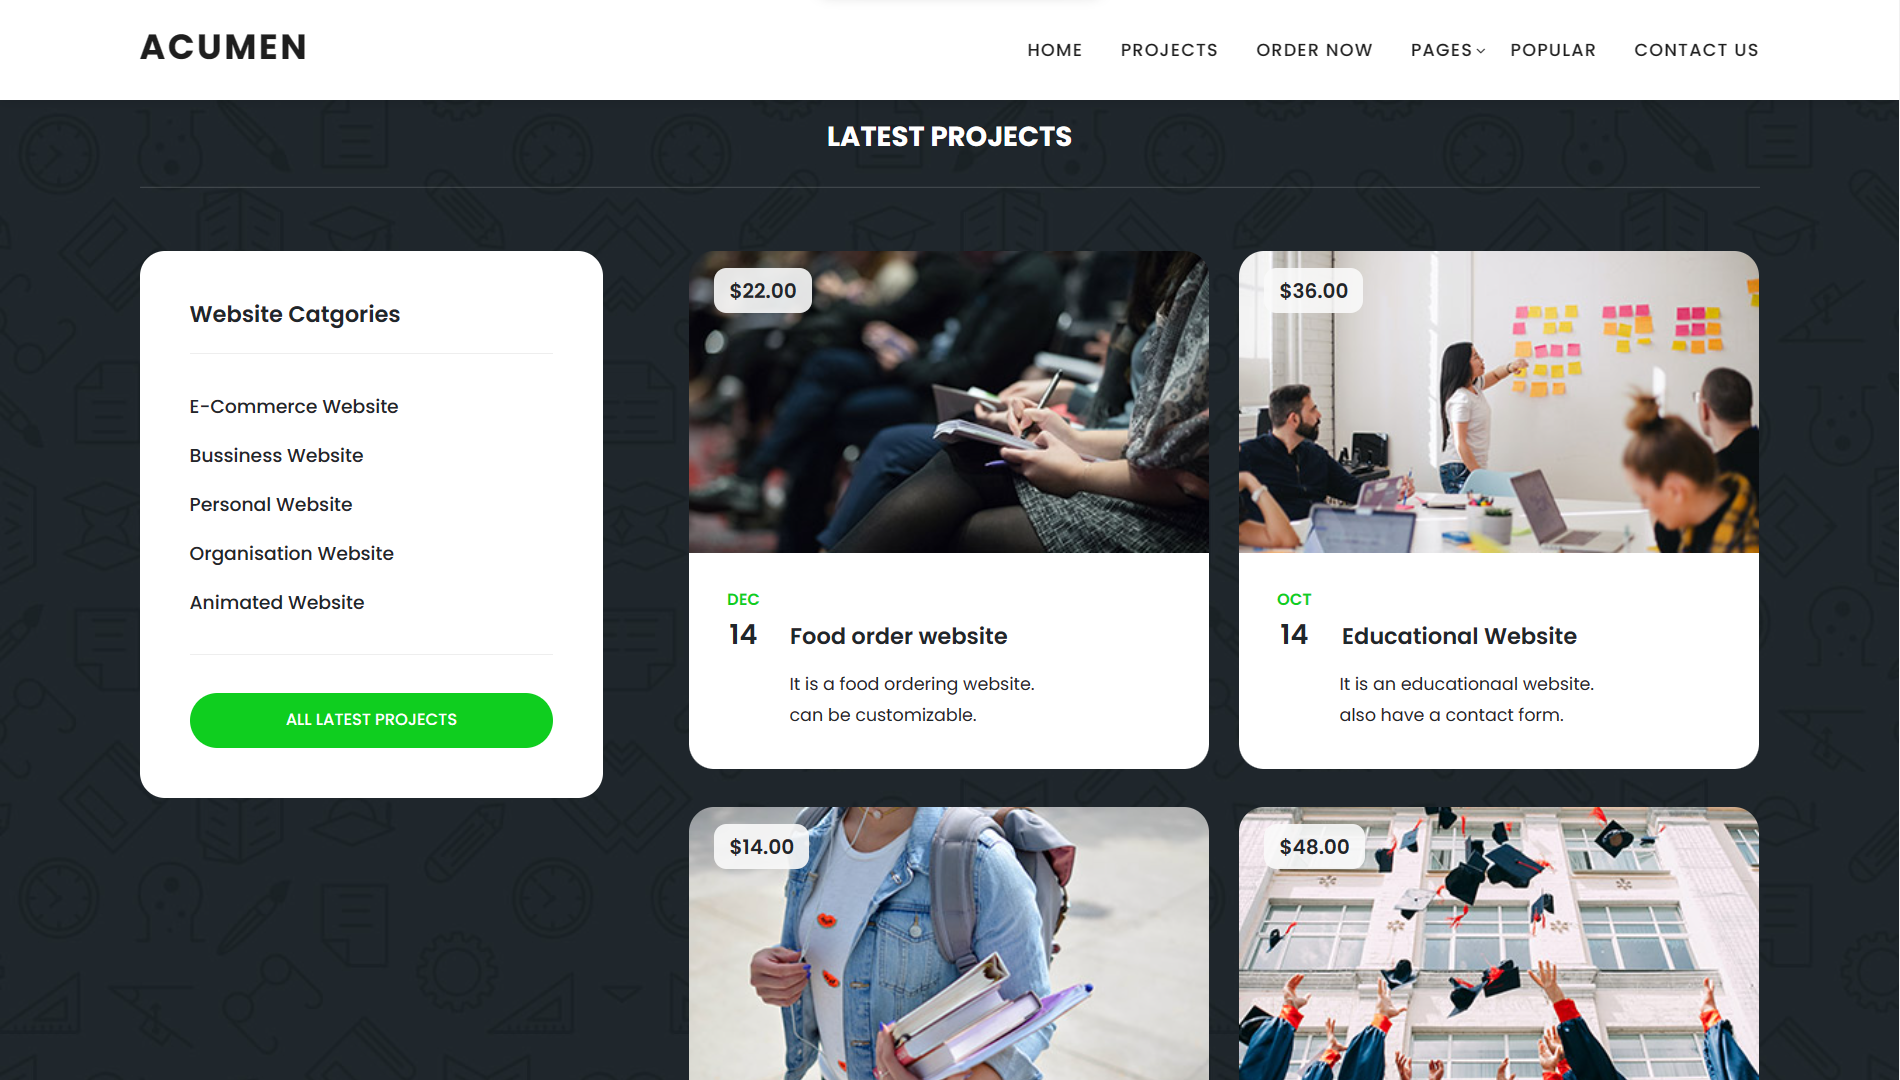 ACUMEN
HOME PROJECTS ORDER NOW PAGES POPULAR CONTACT US
LATEST PROJECTS
Website Catgories
E-Commerce Website
Bussiness Website
Personal Website
Organisation Website
Animated Website
ALL LATEST PROJECTS
$22.00
DEC
14 Food order website
It is a food ordering website.
can be customizable.
$36.00
OCT
14 Educational Website
It is an educationaal website.
also have a contact form.
$14.00
$48.00